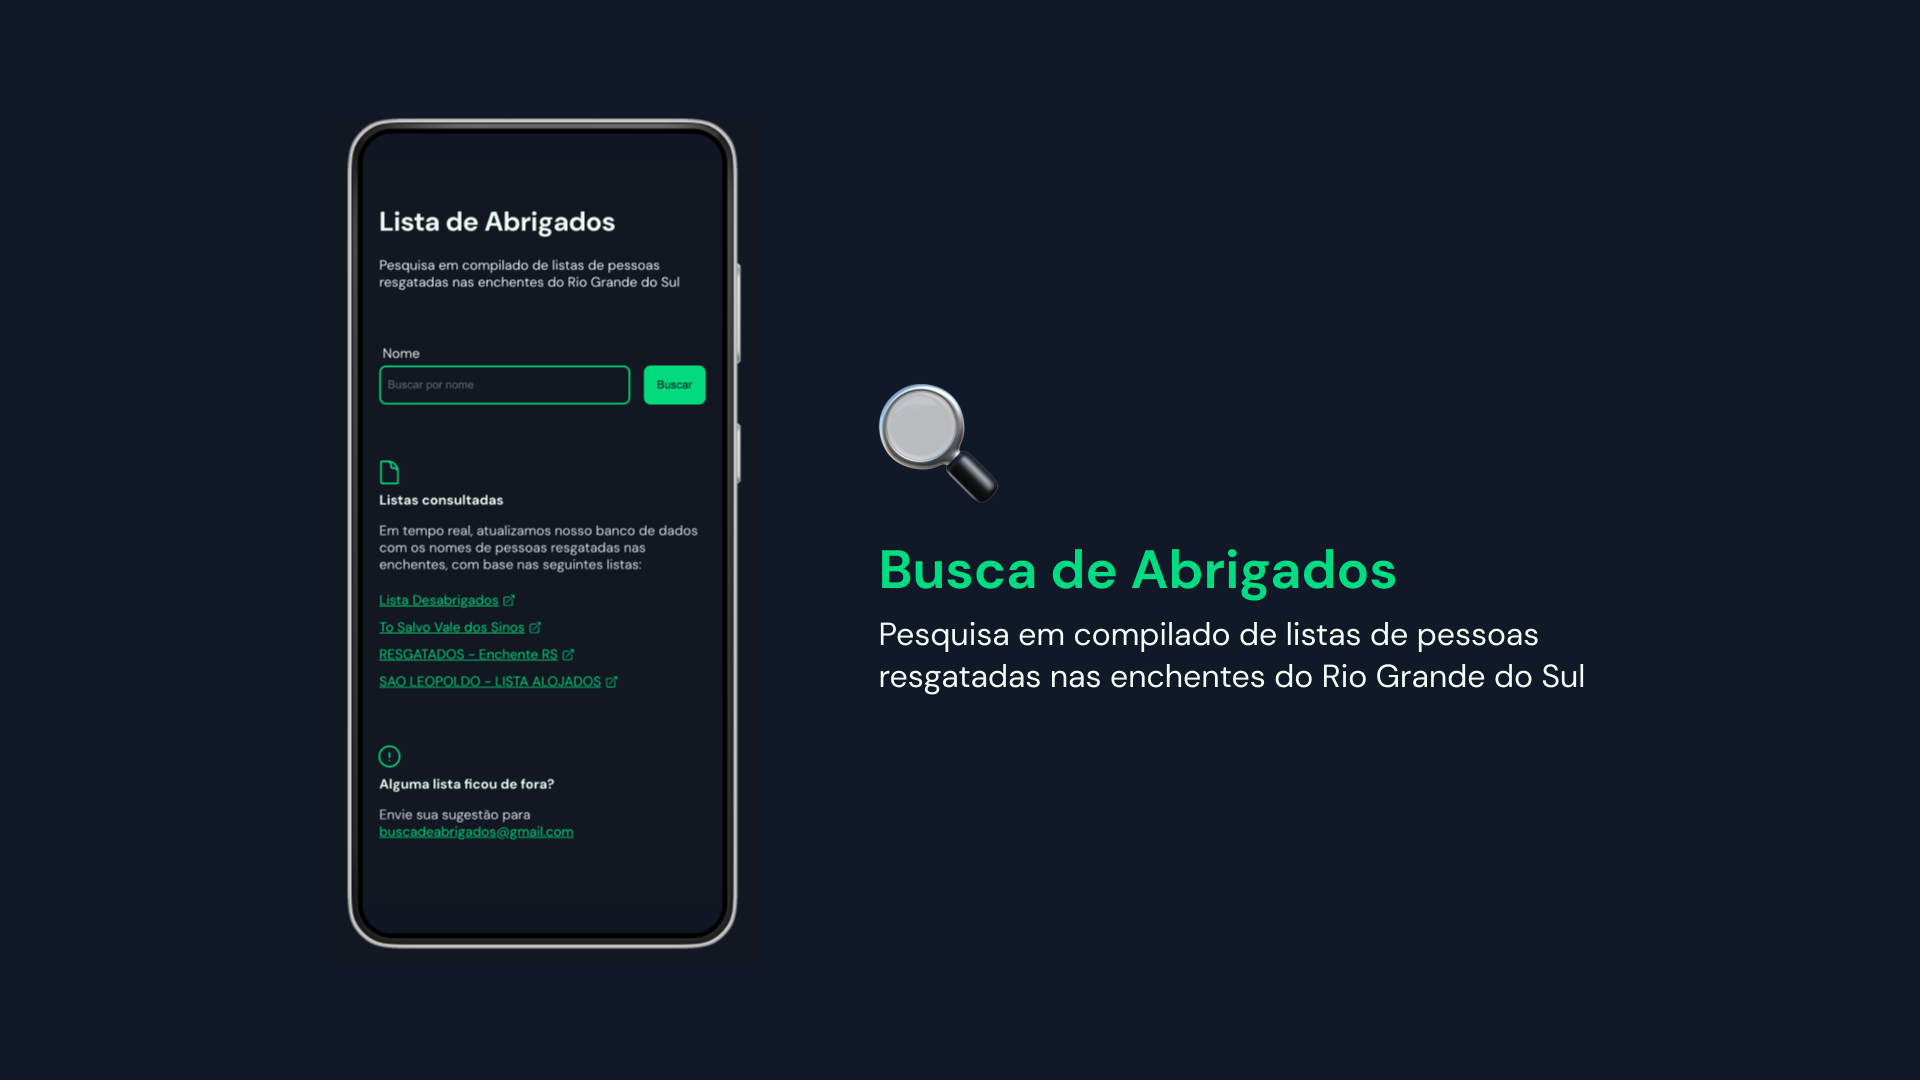 Lista de Abrigados
Pesquisa em compilado de listas de pessoas
resgatadas nas enchentes do Rio Grande do Sul
Nome
Buscar por nome
Buscar
Listas consultadas
Em tempo real, atualizamos nosso banco de dados
com os nomes de pessoas resgatadas nas
enchentes, com base nas seguintes listas:
Lista Desabrigados
To Salvo Vale dos Sinos
RESGATADOS - Enchente RS
SAO LEOPOLDO - LISTA ALOJADOS
Alguma lista ficou de fora?
Envie sua sugestão para
buscadeabrigados@gmail.com
Busca de Abrigados
Pesquisa em compilado de listas de pessoas
resgatadas nas enchentes do Rio Grande do Sul